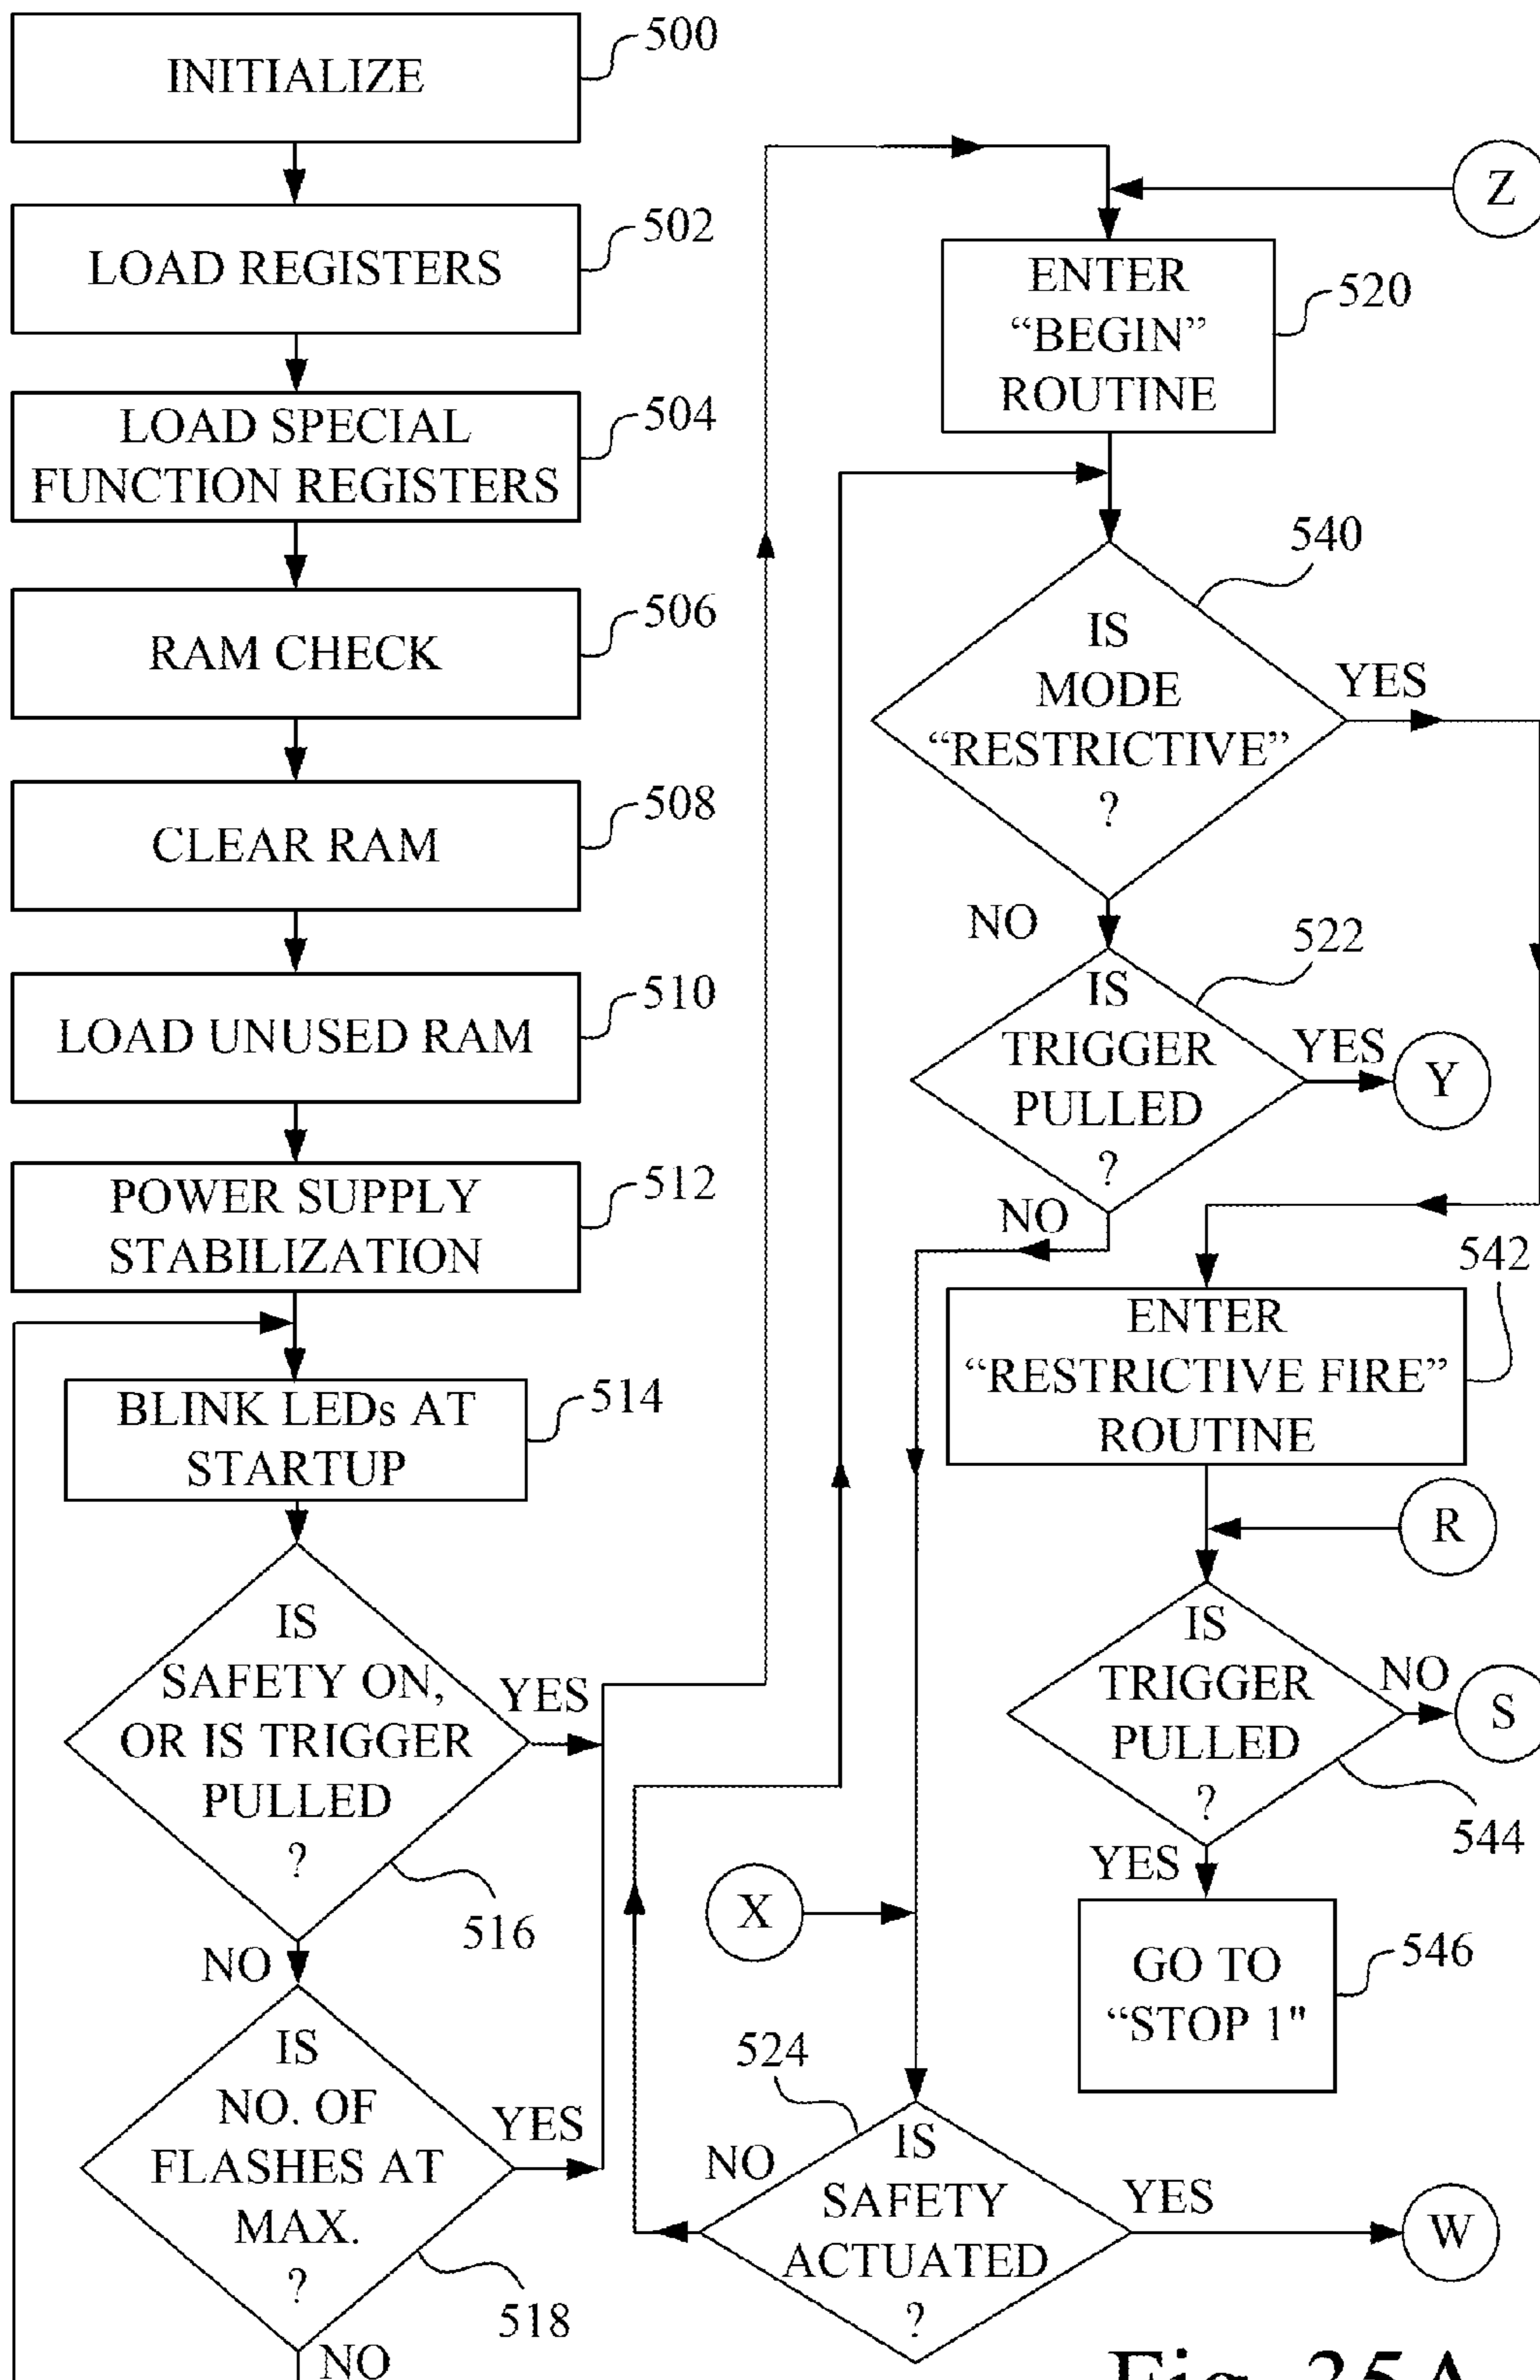 INITIALIZE
500
LOAD REGISTERS
502
LOAD SPECIAL
FUNCTION REGISTERS
504
RAM CHECK
506
CLEAR RAM
508
LOAD UNUSED RAM
510
POWER SUPPLY
STABILIZATION
512
BLINK LEDs AT
STARTUP
514
IS
SAFETY ON,
OR IS TRIGGER
PULLED
?
YES
516
NO
IS
NO. OF
FLASHES AT
MAX.
?
YES
518
NO
Z
ENTER
“BEGIN”
ROUTINE
520
540
IS
MODE
“RESTRICTIVE”
?
YES
NO
522
IS
TRIGGER
PULLED
?
YES
Y
NO
542
ENTER
“RESTRICTIVE FIRE”
ROUTINE
R
IS
TRIGGER
PULLED
?
NO
S
544
YES
GO TO
“STOP 1"
546
X
524
NO
IS
SAFETY
ACTUATED
?
YES
W
Fig. 35A